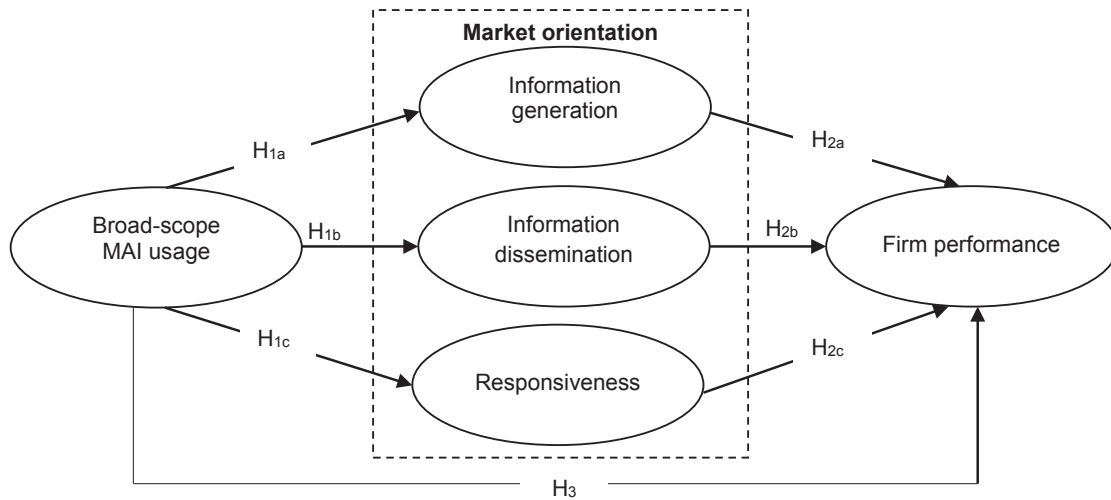 Market orientation
Information
generation
H1a
H2a
Broad-scope
MAI usage
H1b
Information
dissemination
H2b
Firm performance
H1c
Responsiveness
H2c
H3